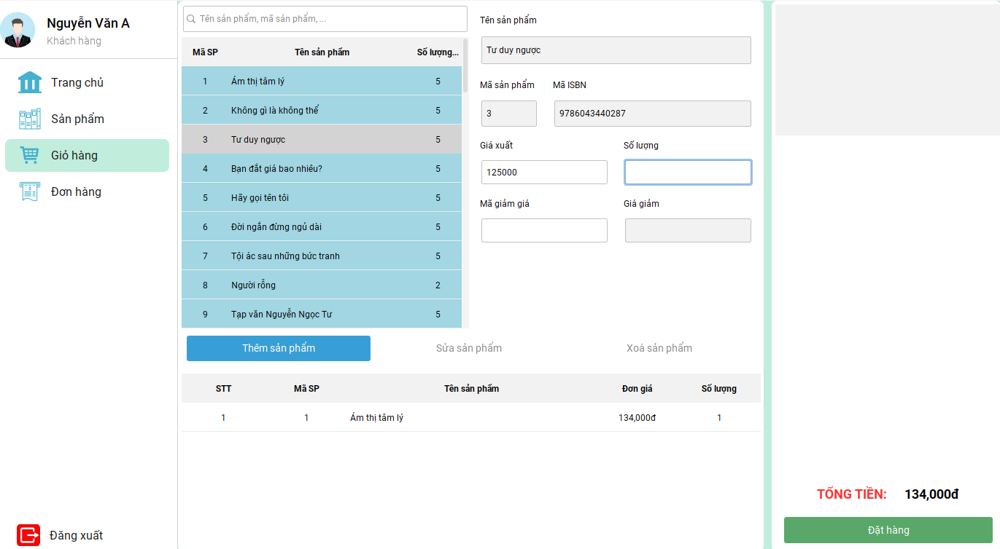 Nguyễn Văn A
Khách hàng
Trang chủ
Sản phẩm
Giỏ hàng
Đơn hàng
Đăng xuất
Tên sản phẩm, mã sản phẩm, ...
Mã SP Tên sản phẩm Số lượng...
1 Ám thị tâm lý 5
2 Không gì là không thể 5
3 Tư duy ngược 5
4 Bạn đắt giá bao nhiêu? 5
5 Hãy gọi tên tôi 5
6 Đời ngắn đừng ngủ dài 5
7 Tội ác sau những bức tranh 5
8 Người rỗng 2
9 Tạp văn Nguyễn Ngọc Tư 5
Tên sản phẩm
Tư duy ngược
Mã sản phẩm Mã ISBN
3 9786043440287
Giá xuất Số lượng
125000
Mã giảm giá Giá giảm
Thêm sản phẩm Sửa sản phẩm Xoá sản phẩm
STT Mã SP Tên sản phẩm Đơn giá Số lượng
1 1 Ám thị tâm lý 134,000đ 1
TỔNG TIỀN: 134,000đ
Đặt hàng